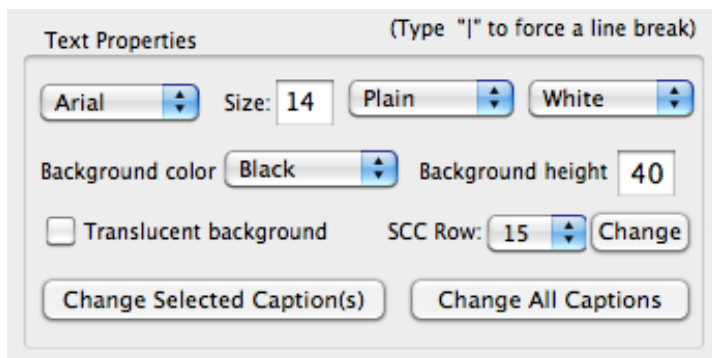 Text Properties (Type "|" to force a line break)
Arial Size: 14 Plain White
Background color Black Background height 40
Translucent background SCC Row: 15 Change
Change Selected Caption(s) Change All Captions